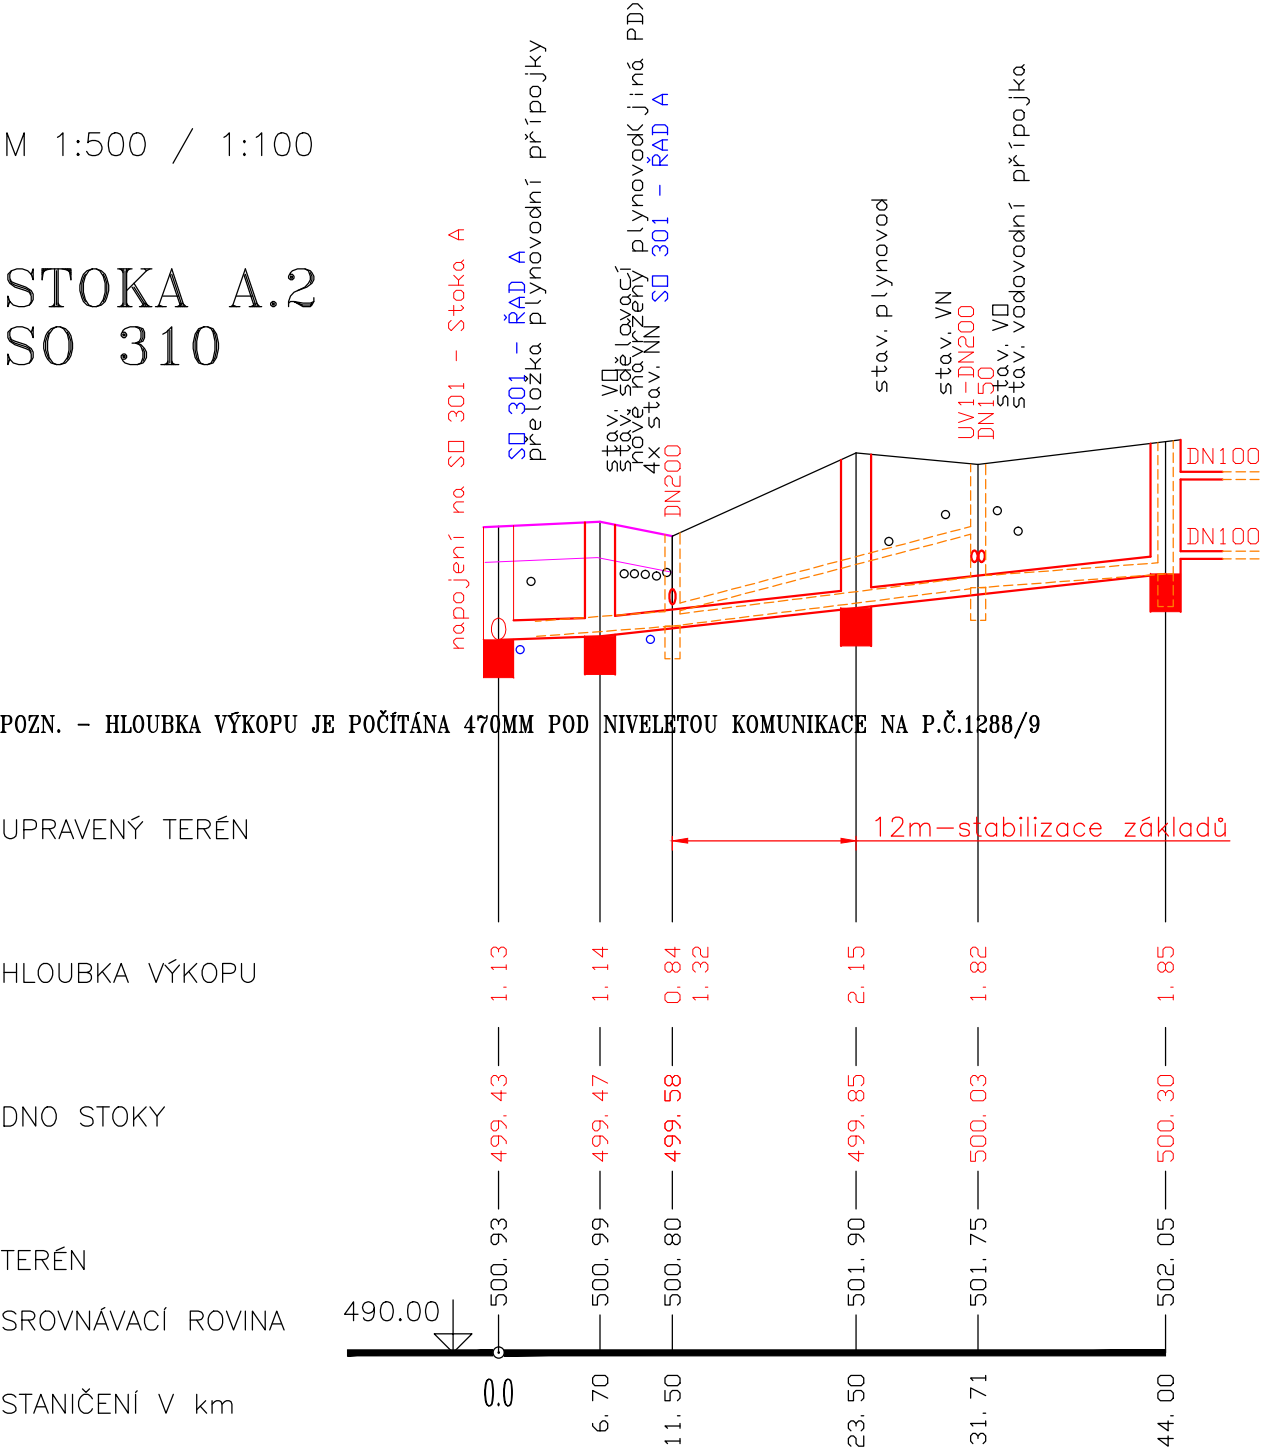 M 1:500 / 1:100
STOKA A.2
SO 310
napojení na SO 301 - Stoka A
SO 301 - ŘAD A
přeložka plynovodní přípojky
stav. VO
stav. sdělovací
nově navržený plynovod( jiná PD)
4x stav. NN
SO 301 - ŘAD A
DN200
stav. plynovod
stav. VN
UV1-DN200
DN150
stav. VO
stav. vodovodní přípojka
DN100
DN100
POZN. - HLOUBKA VÝKOPU JE POČÍTÁNA 470MM POD NIVELETOU KOMUNIKACE NA P.Č.1288/9
UPRAVENÝ TERÉN
12m-stabilizace základů
HLOUBKA VÝKOPU
1.13
1.14
0.84
1.32
2.15
1.82
1.85
DNO STOKY
499.43
499.47
499.58
499.85
500.03
500.30
TERÉN
500.93
500.99
500.80
501.90
501.75
502.05
SROVNÁVACÍ ROVINA
490.00
STANIČENÍ V km
0.0
6.70
11.50
23.50
31.71
44.00